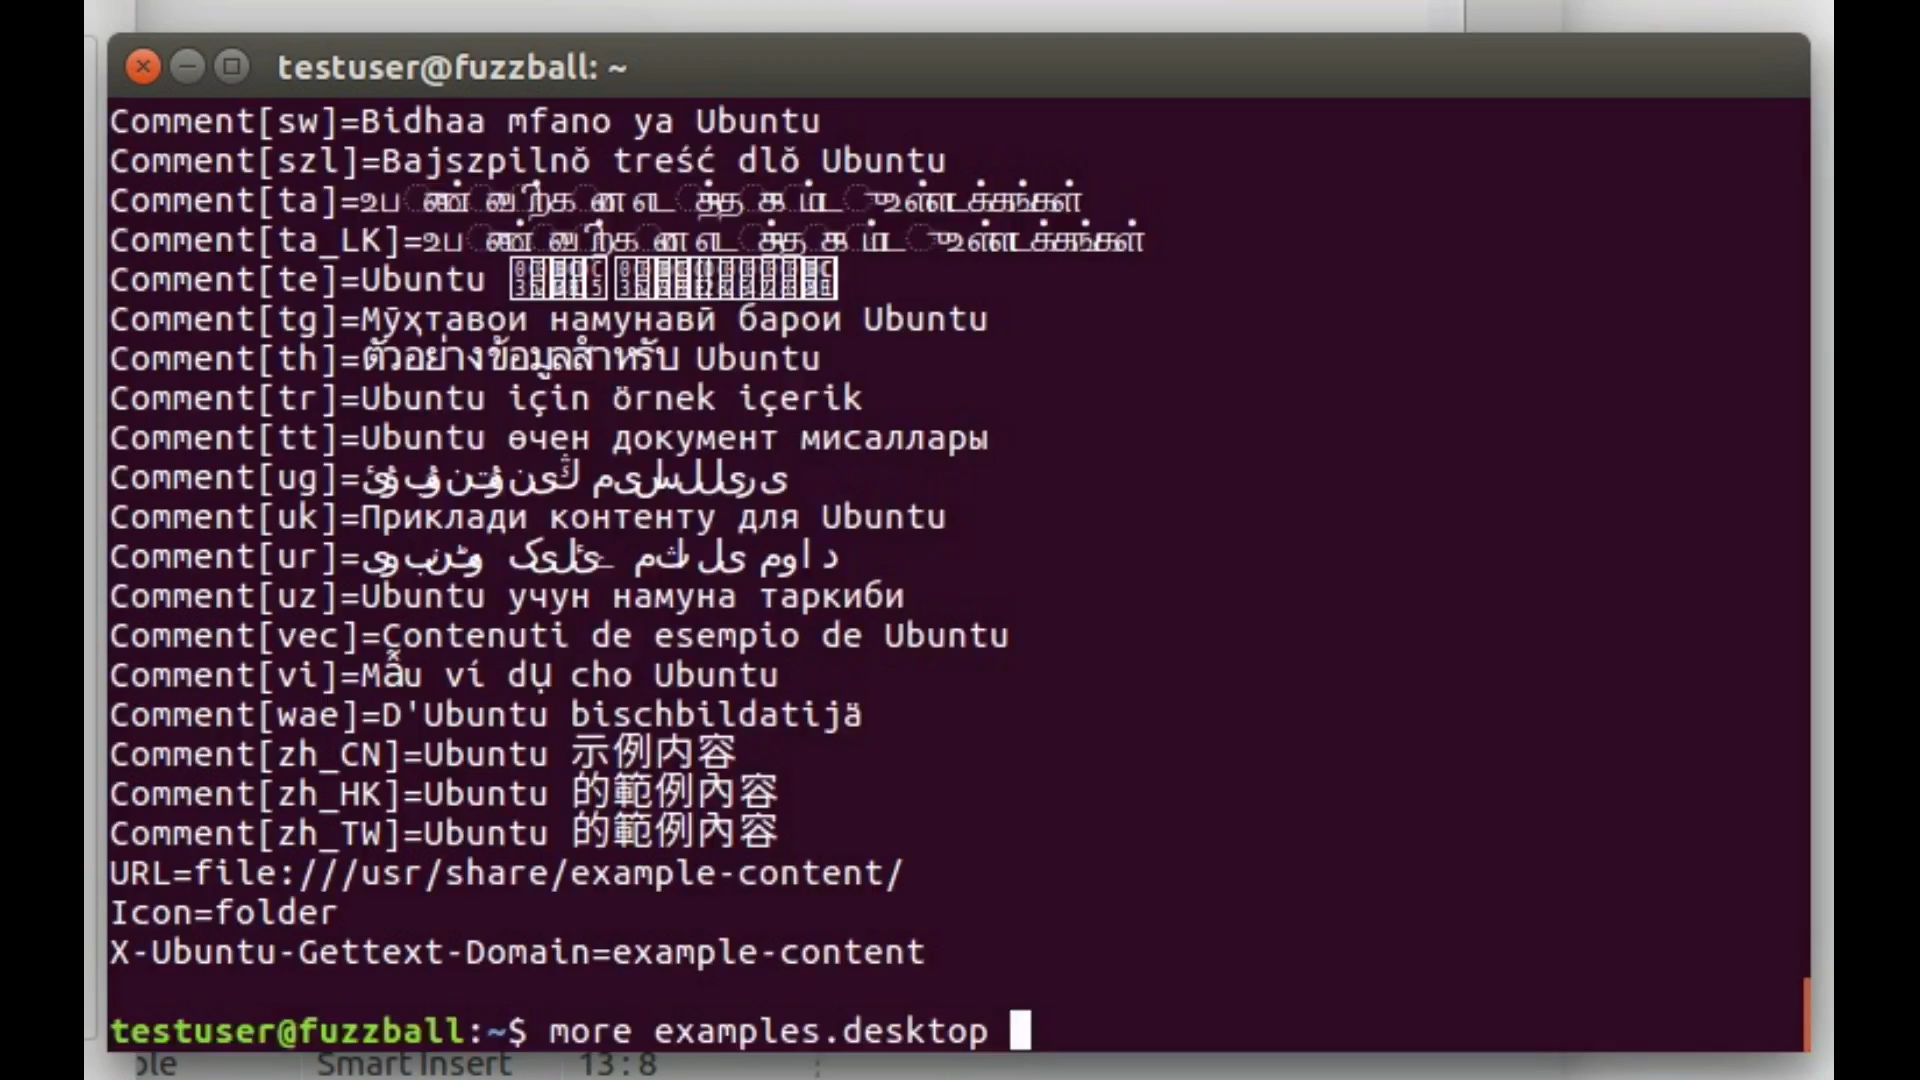 testuser@fuzzball: ~
Comment[sw]=Bidhaa mfano ya Ubuntu
Comment[szl]=Bajszpilnŏ treść dlŏ Ubuntu
Comment[ta]=
Comment[ta_LK]=
Comment[te]=Ubuntu
Comment[tg]=Мӯҳтавои намунавӣ барои Ubuntu
Comment[th]=ตัวอย่างข้อมูลสำหรับ Ubuntu
Comment[tr]=Ubuntu için örnek içerik
Comment[tt]=Ubuntu өчен документ мисаллары
Comment[ug]=
Comment[uk]=Приклади контенту для Ubuntu
Comment[ur]=
Comment[uz]=Ubuntu учун намуна таркиби
Comment[vec]=Contenuti de esempio de Ubuntu
Comment[vi]=Mẫu ví dụ cho Ubuntu
Comment[wae]=D'Ubuntu bischbildatijä
Comment[zh_CN]=Ubuntu 示例内容
Comment[zh_HK]=Ubuntu 的範例內容
Comment[zh_TW]=Ubuntu 的範例內容
URL=file:///usr/share/example-content/
Icon=folder
X-Ubuntu-Gettext-Domain=example-content
testuser@fuzzball:~$ more examples.desktop
Smart Insert 13:8